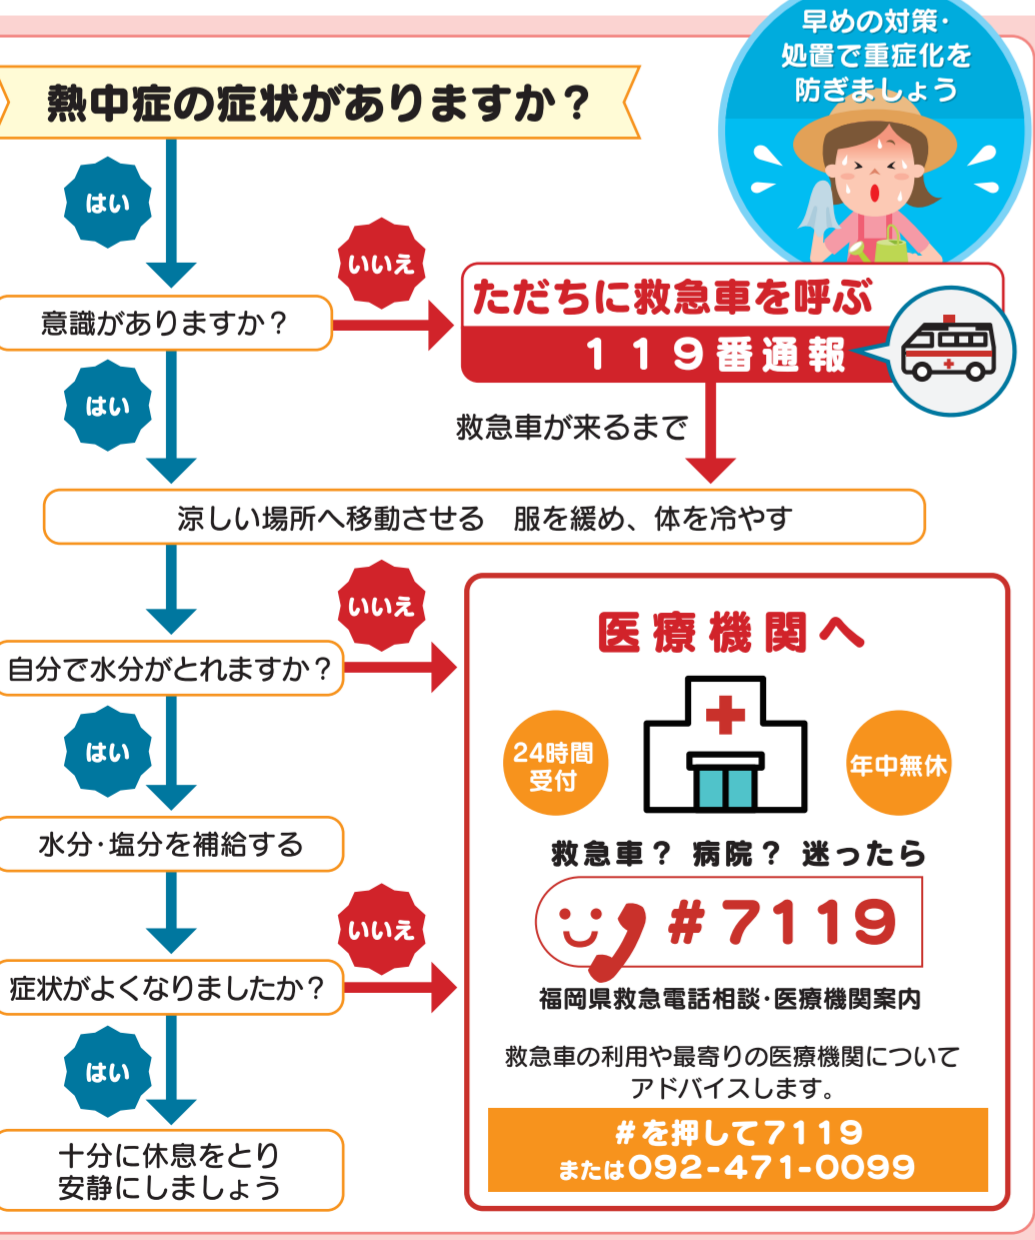 早めの対策・
処置で重症化を
防ぎましょう
熱中症の症状がありますか？
はい
いいえ
意識がありますか？
ただちに救急車を呼ぶ
１１９番通報
はい
救急車が来るまで
涼しい場所へ移動させる　服を緩め、体を冷やす
いいえ
自分で水分がとれますか？
はい
水分・塩分を補給する
いいえ
症状がよくなりましたか？
はい
十分に休息をとり
安静にしましょう
医療機関へ
24時間
受付
年中無休
救急車？ 病院？ 迷ったら
＃7119
福岡県救急電話相談・医療機関案内
救急車の利用や最寄りの医療機関について
アドバイスします。
＃を押して7119
または092-471-0099